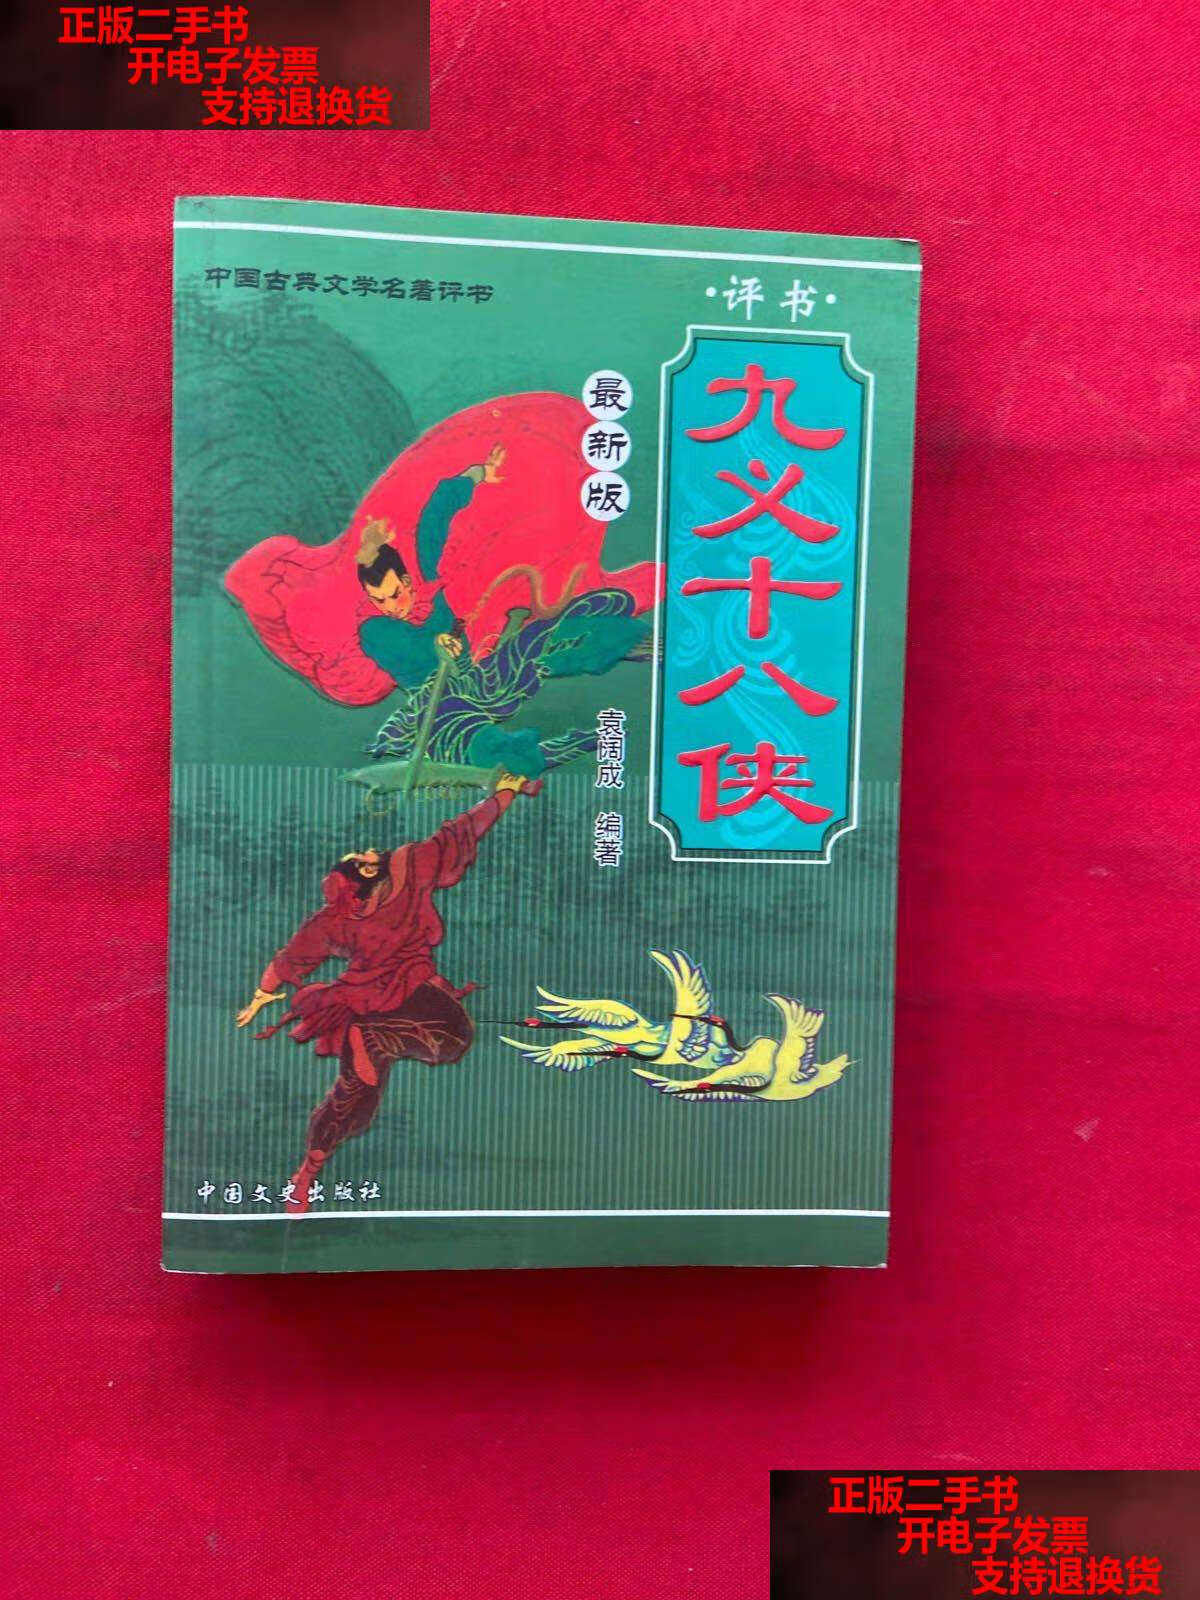 正版二手书
开电子发票
支持退换货
中国古典文学名著评书
·评书·
九义十八侠
最新版
袁阔成 编著
中国文史出版社
正版二手书
开电子发票
支持退换货